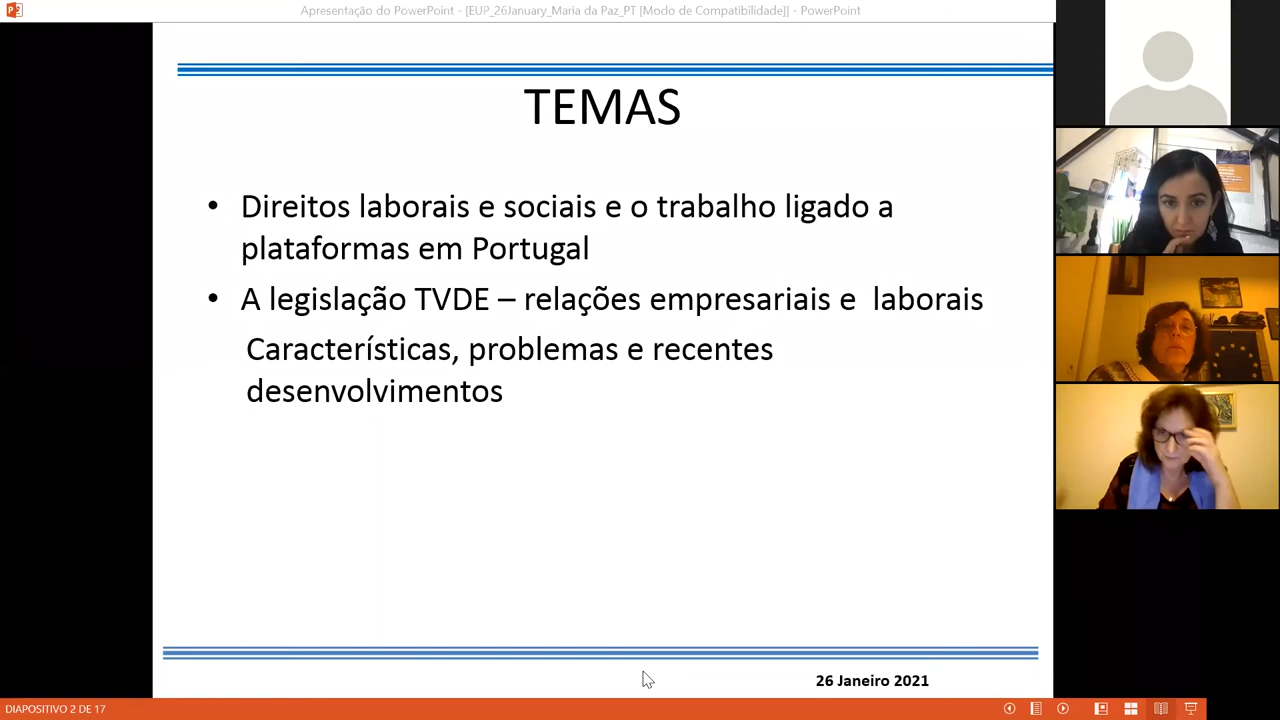 Apresentação do PowerPoint - [EUP_26January_Maria da Paz_PT [Modo de Compatibilidade]] - PowerPoint
TEMAS
• Direitos laborais e sociais e o trabalho ligado a
plataformas em Portugal
• A legislação TVDE – relações empresariais e laborais
Características, problemas e recentes
desenvolvimentos
26 Janeiro 2021
DIAPOSITIVO 2 DE 17